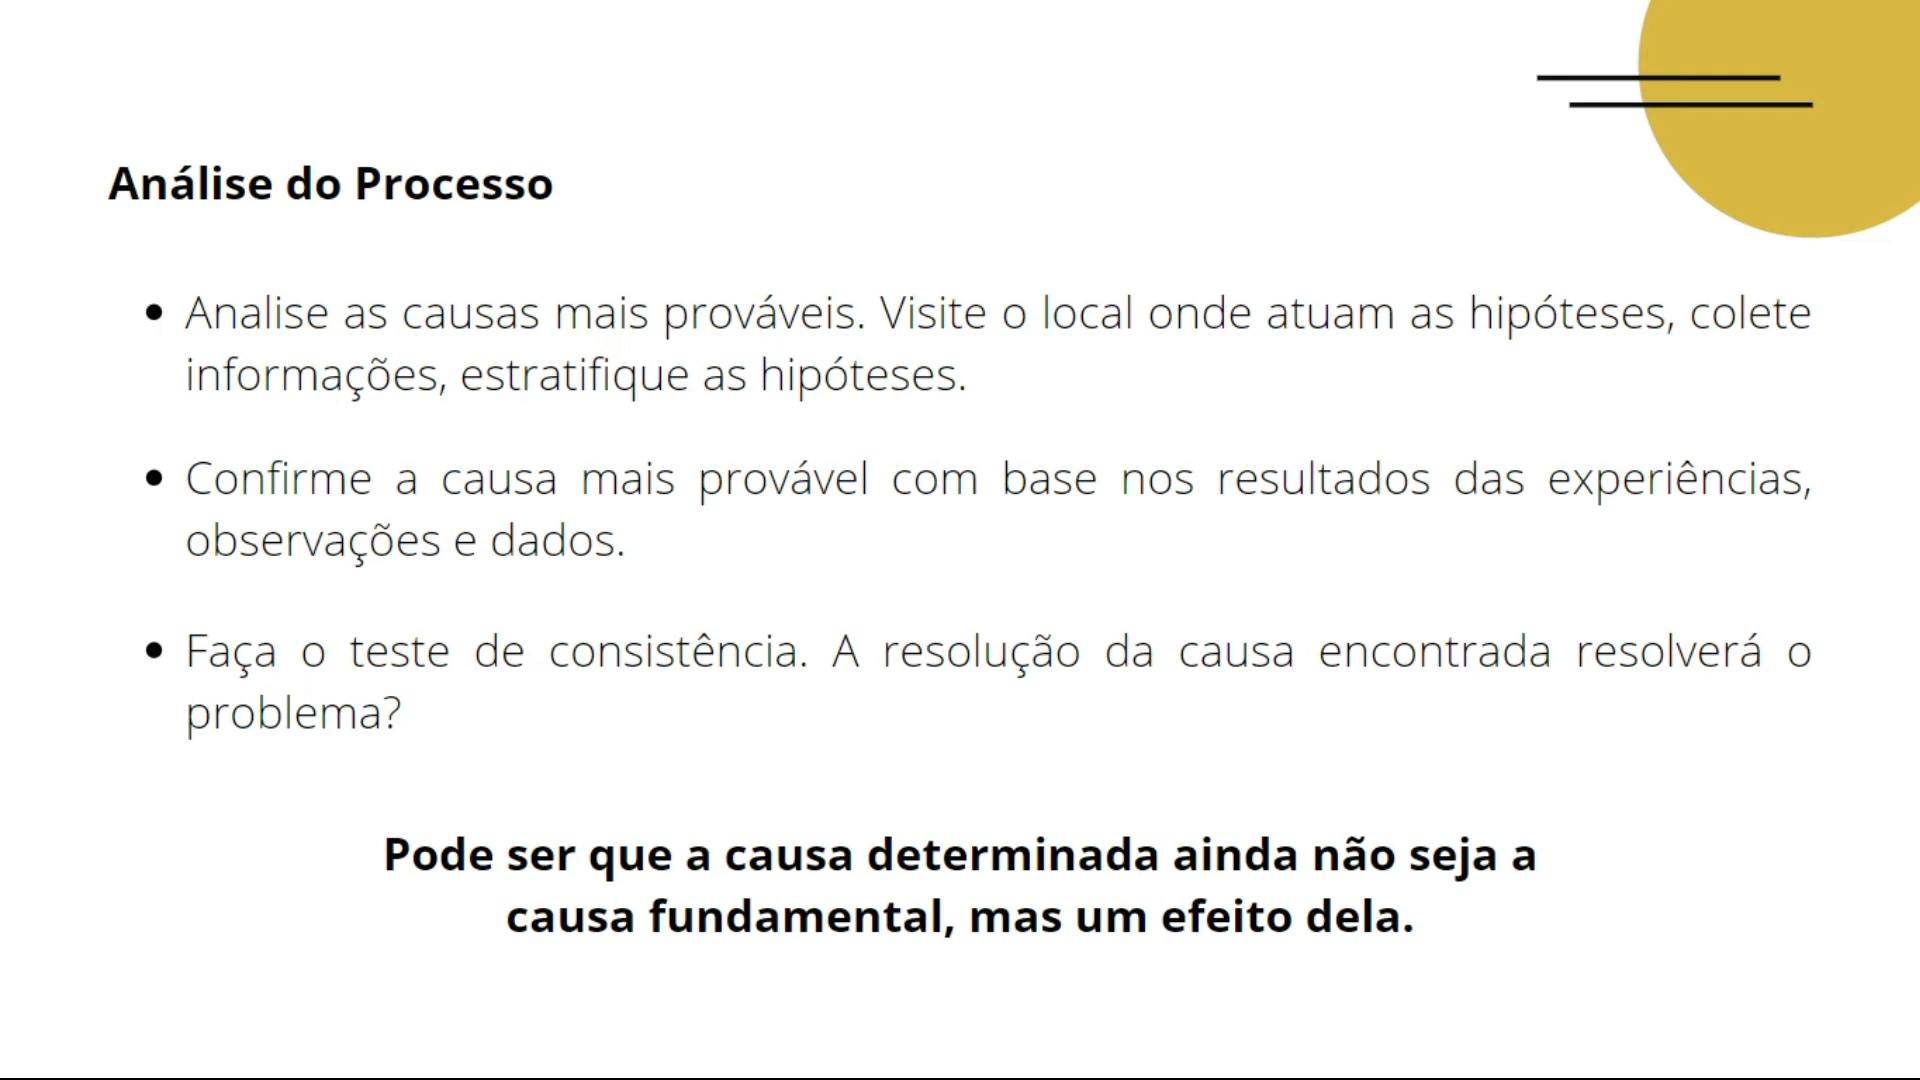 Análise do Processo
• Analise as causas mais prováveis. Visite o local onde atuam as hipóteses, colete
informações, estratifique as hipóteses.
• Confirme a causa mais provável com base nos resultados das experiências,
observações e dados.
• Faça o teste de consistência. A resolução da causa encontrada resolverá o
problema?
Pode ser que a causa determinada ainda não seja a
causa fundamental, mas um efeito dela.